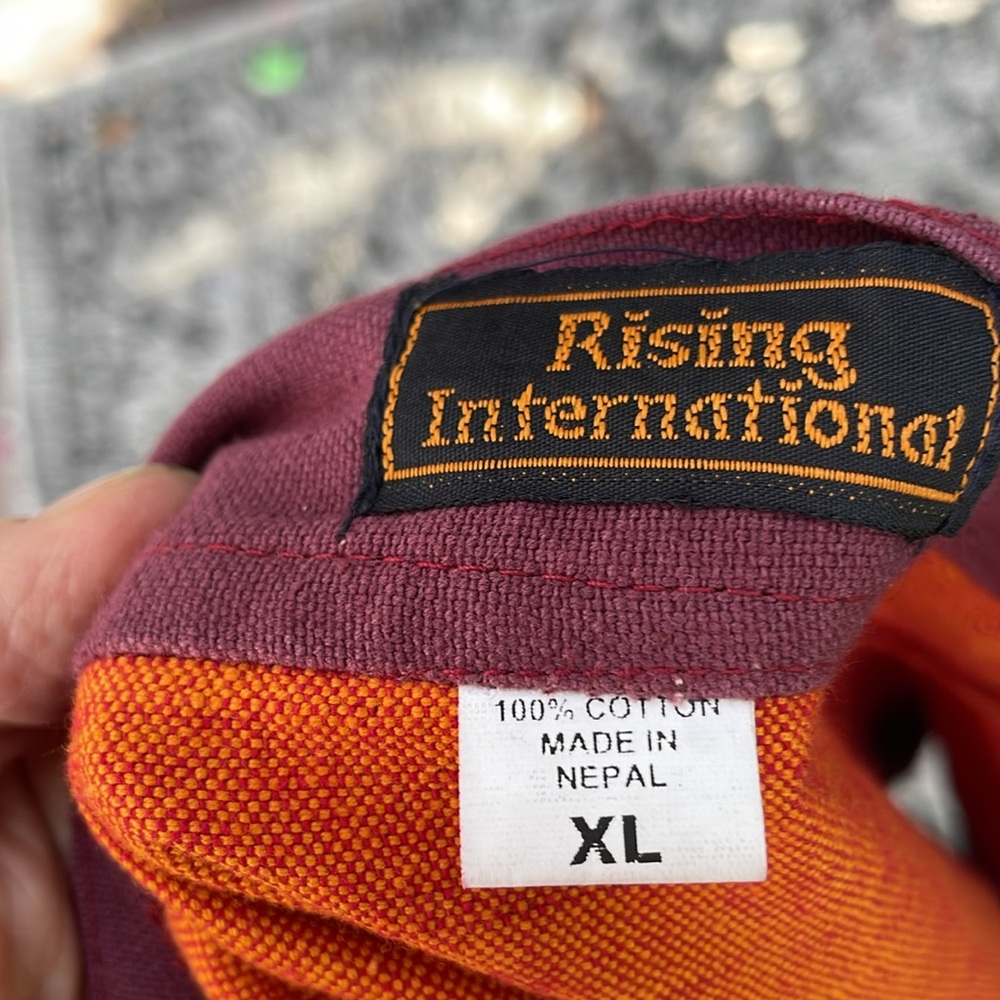 Rising
International
100% COTTON
MADE IN
NEPAL
XL